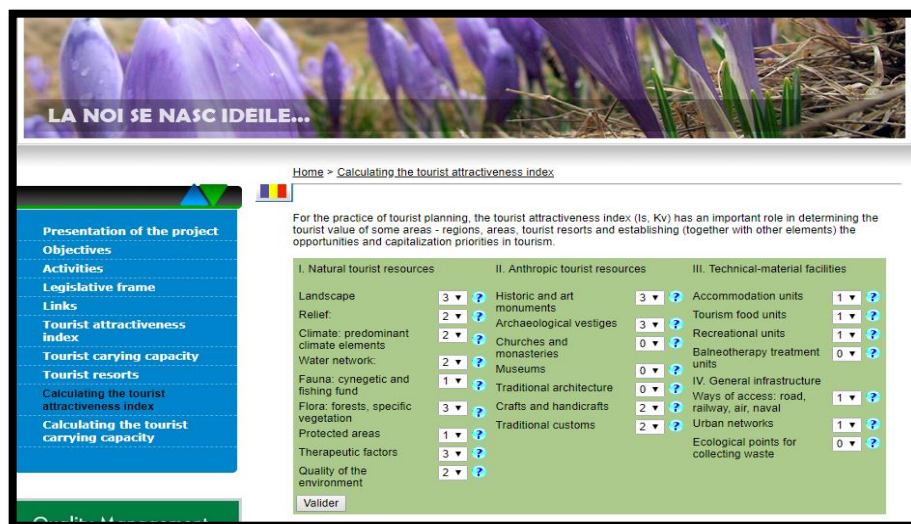 LA NOI SE NASC IDEILE...
Home > Calculating the tourist attractiveness index
Presentation of the project
Objectives
Activities
Legislative frame
Links
Tourist attractiveness
index
Tourist carying capacity
Tourist resorts
Calculating the tourist
attractiveness index
Calculating the tourist
carrying capacity
Quality Management
For the practice of tourist planning, the tourist attractiveness index (Is, Kv) has an important role in determining the
tourist value of some areas - regions, areas, tourist resorts and establishing (together with other elements) the
opportunities and capitalization priorities in tourism.
I. Natural tourist resources
Landscape 3 ?
Relief: 2 ?
Climate: predominant
climate elements 2 ?
Water network: 2 ?
Fauna: cynegetic and
fishing fund 1 ?
Flora: forests, specific
vegetation 3 ?
Protected areas 1 ?
Therapeutic factors 3 ?
Quality of the
environment 2 ?
Valider
II. Anthropic tourist resources
Historic and art
monuments 3 ?
Archaeological vestiges 3 ?
Churches and
monasteries 0 ?
Museums 0 ?
Traditional architecture 0 ?
Crafts and handicrafts 2 ?
Traditional customs 2 ?
III. Technical-material facilities
Accommodation units 1 ?
Tourism food units 1 ?
Recreational units 1 ?
Balneotherapy treatment
units 0 ?
IV. General infrastructure
Ways of access: road,
railway, air, naval 1 ?
Urban networks 1 ?
Ecological points for
collecting waste 0 ?